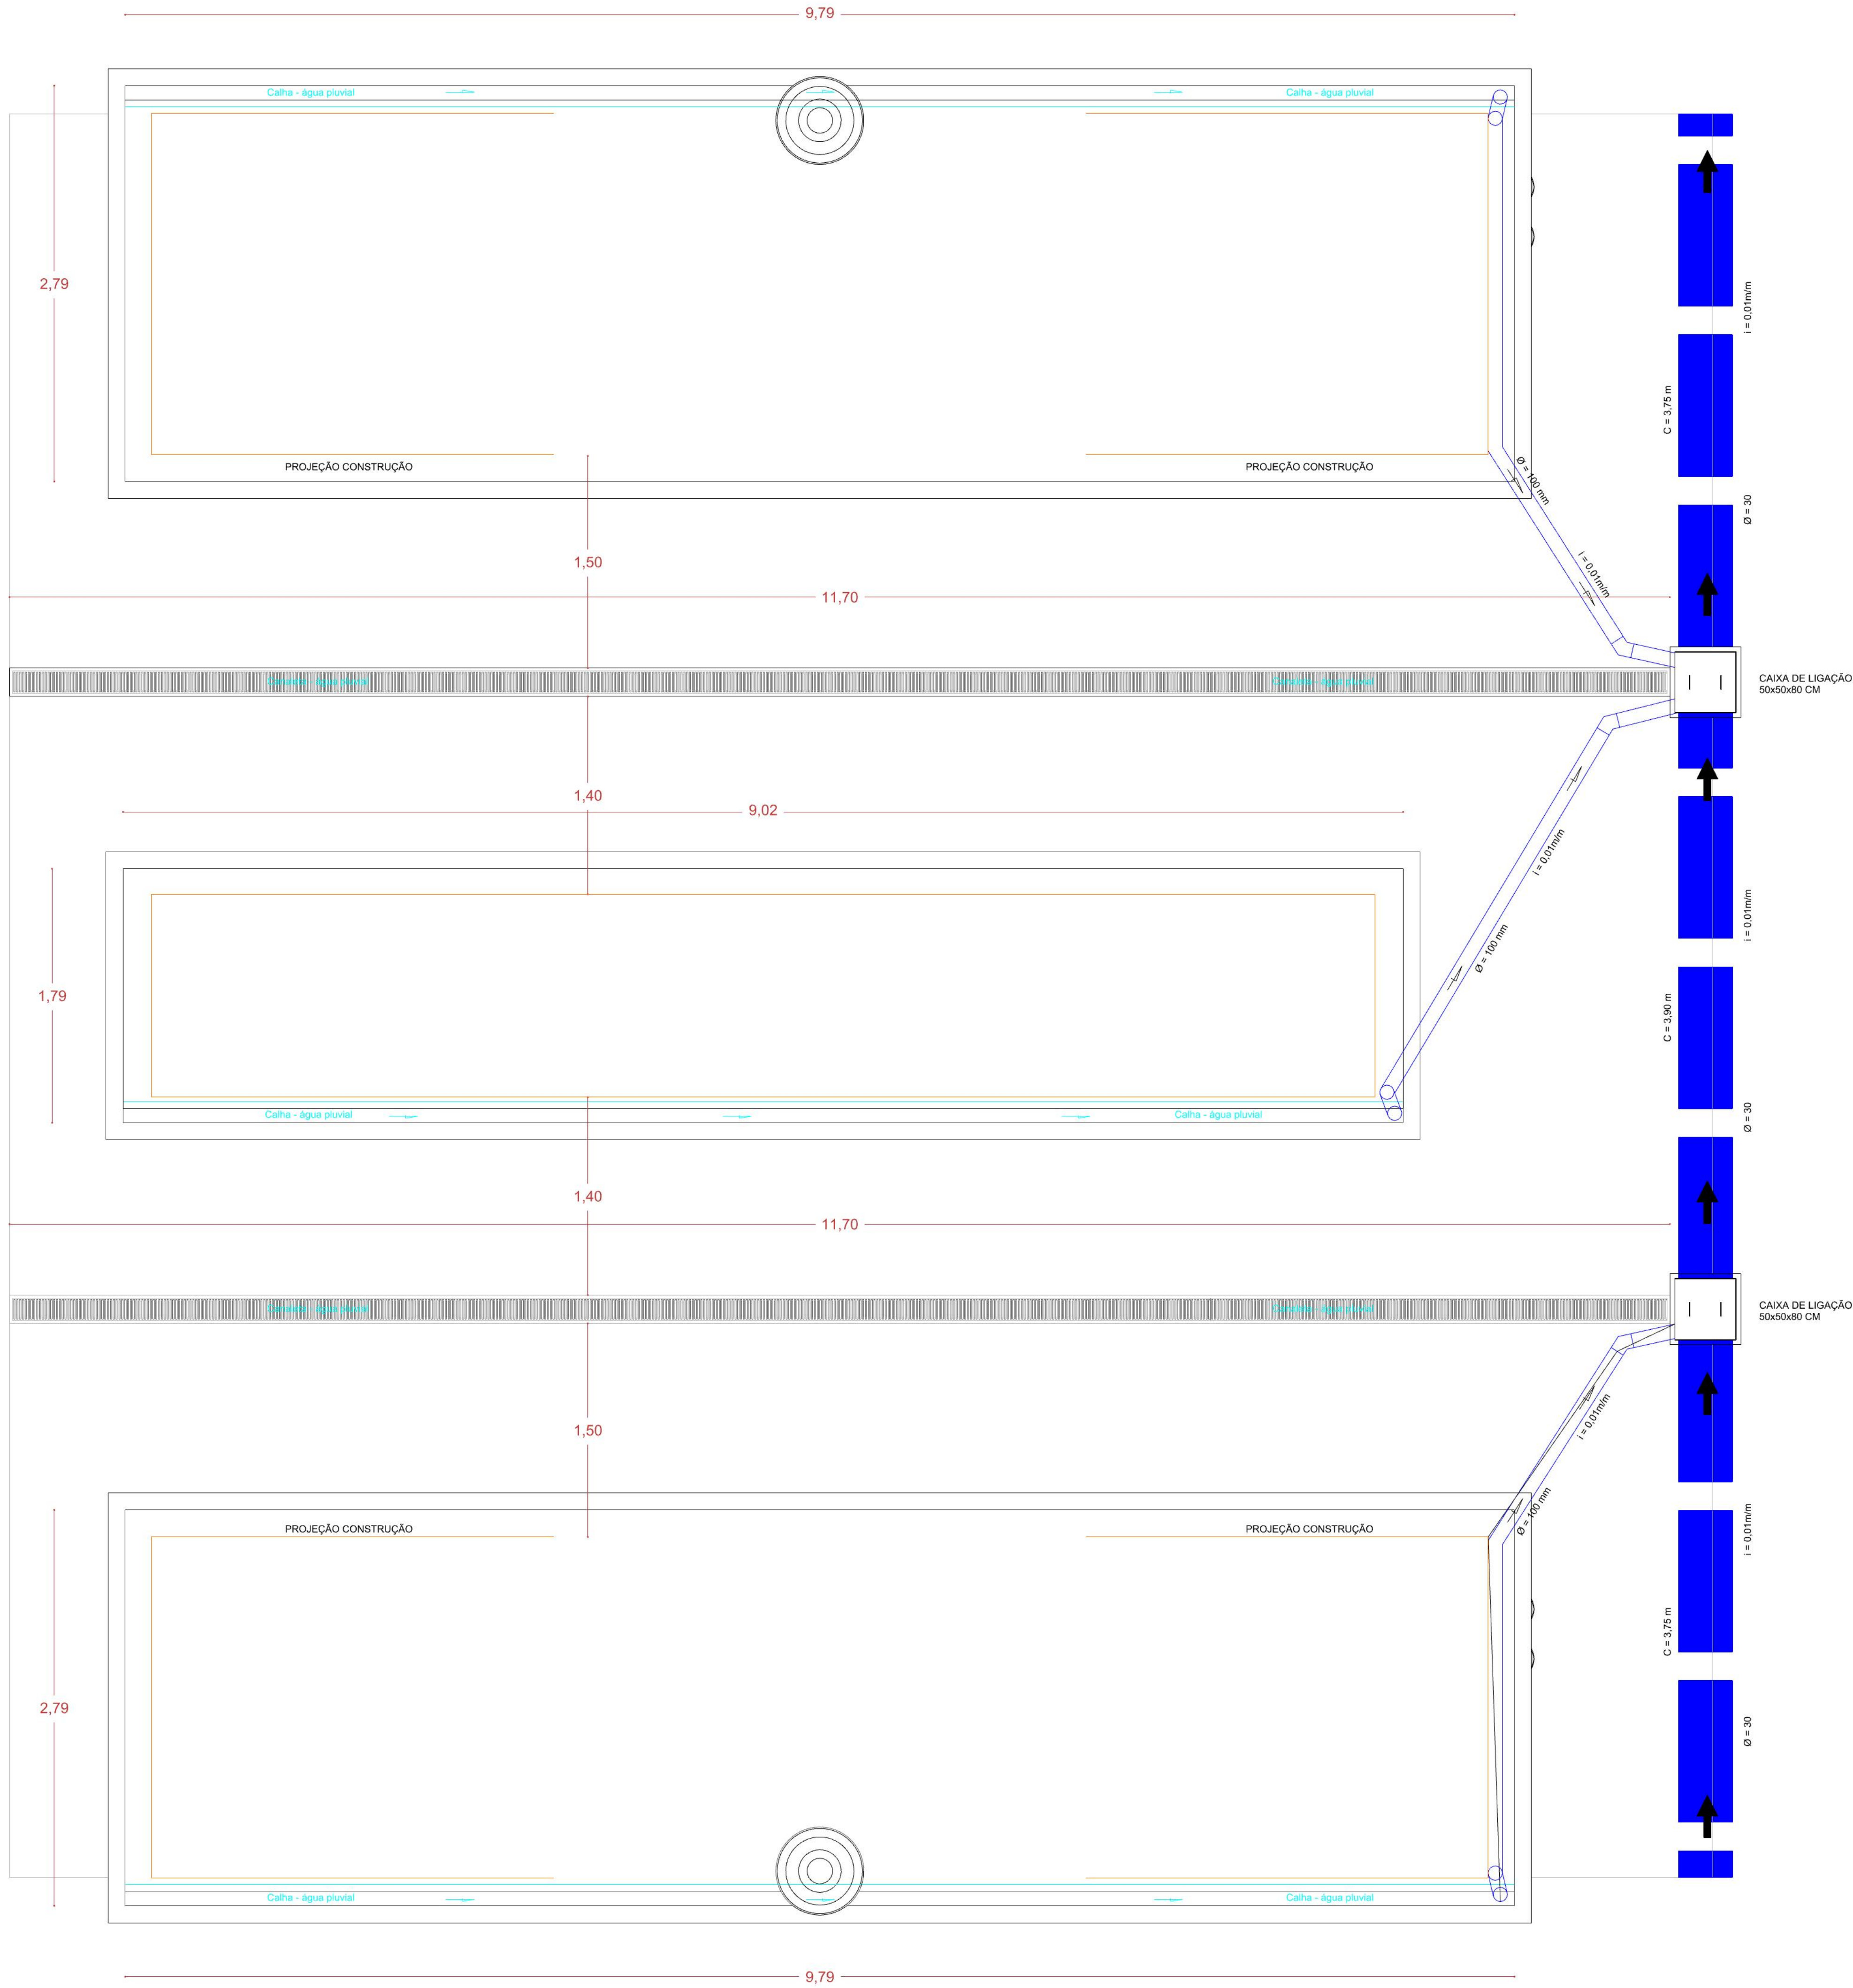 9,79
Calha - água pluvial
Calha - água pluvial
2,79
i = 0,01m/m
C = 3,75 m
PROJEÇÃO CONSTRUÇÃO
PROJEÇÃO CONSTRUÇÃO
Ø = 100 mm
Ø = 30
1,50
i = 0,01m/m
11,70
CAIXA DE LIGAÇÃO
50x50x80 CM
1,40
9,02
i = 0,01m/m
i = 0,01m/m
Ø = 100 mm
1,79
C = 3,90 m
Calha - água pluvial
Calha - água pluvial
Ø = 30
1,40
11,70
CAIXA DE LIGAÇÃO
50x50x80 CM
i = 0,01m/m
1,50
Ø = 100 mm
PROJEÇÃO CONSTRUÇÃO
PROJEÇÃO CONSTRUÇÃO
i = 0,01m/m
C = 3,75 m
2,79
Ø = 30
Calha - água pluvial
Calha - água pluvial
9,79